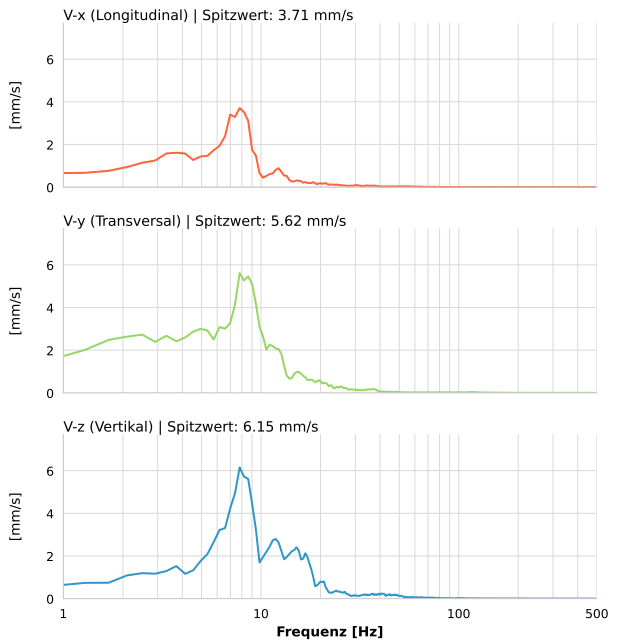 V-x (Longitudinal) | Spitzwert: 3.71 mm/s
6
4
2
0
[mm/s]
V-y (Transversal) | Spitzwert: 5.62 mm/s
6
4
2
0
[mm/s]
V-z (Vertikal) | Spitzwert: 6.15 mm/s
6
4
2
0
[mm/s]
1 10 100 500
Frequenz [Hz]